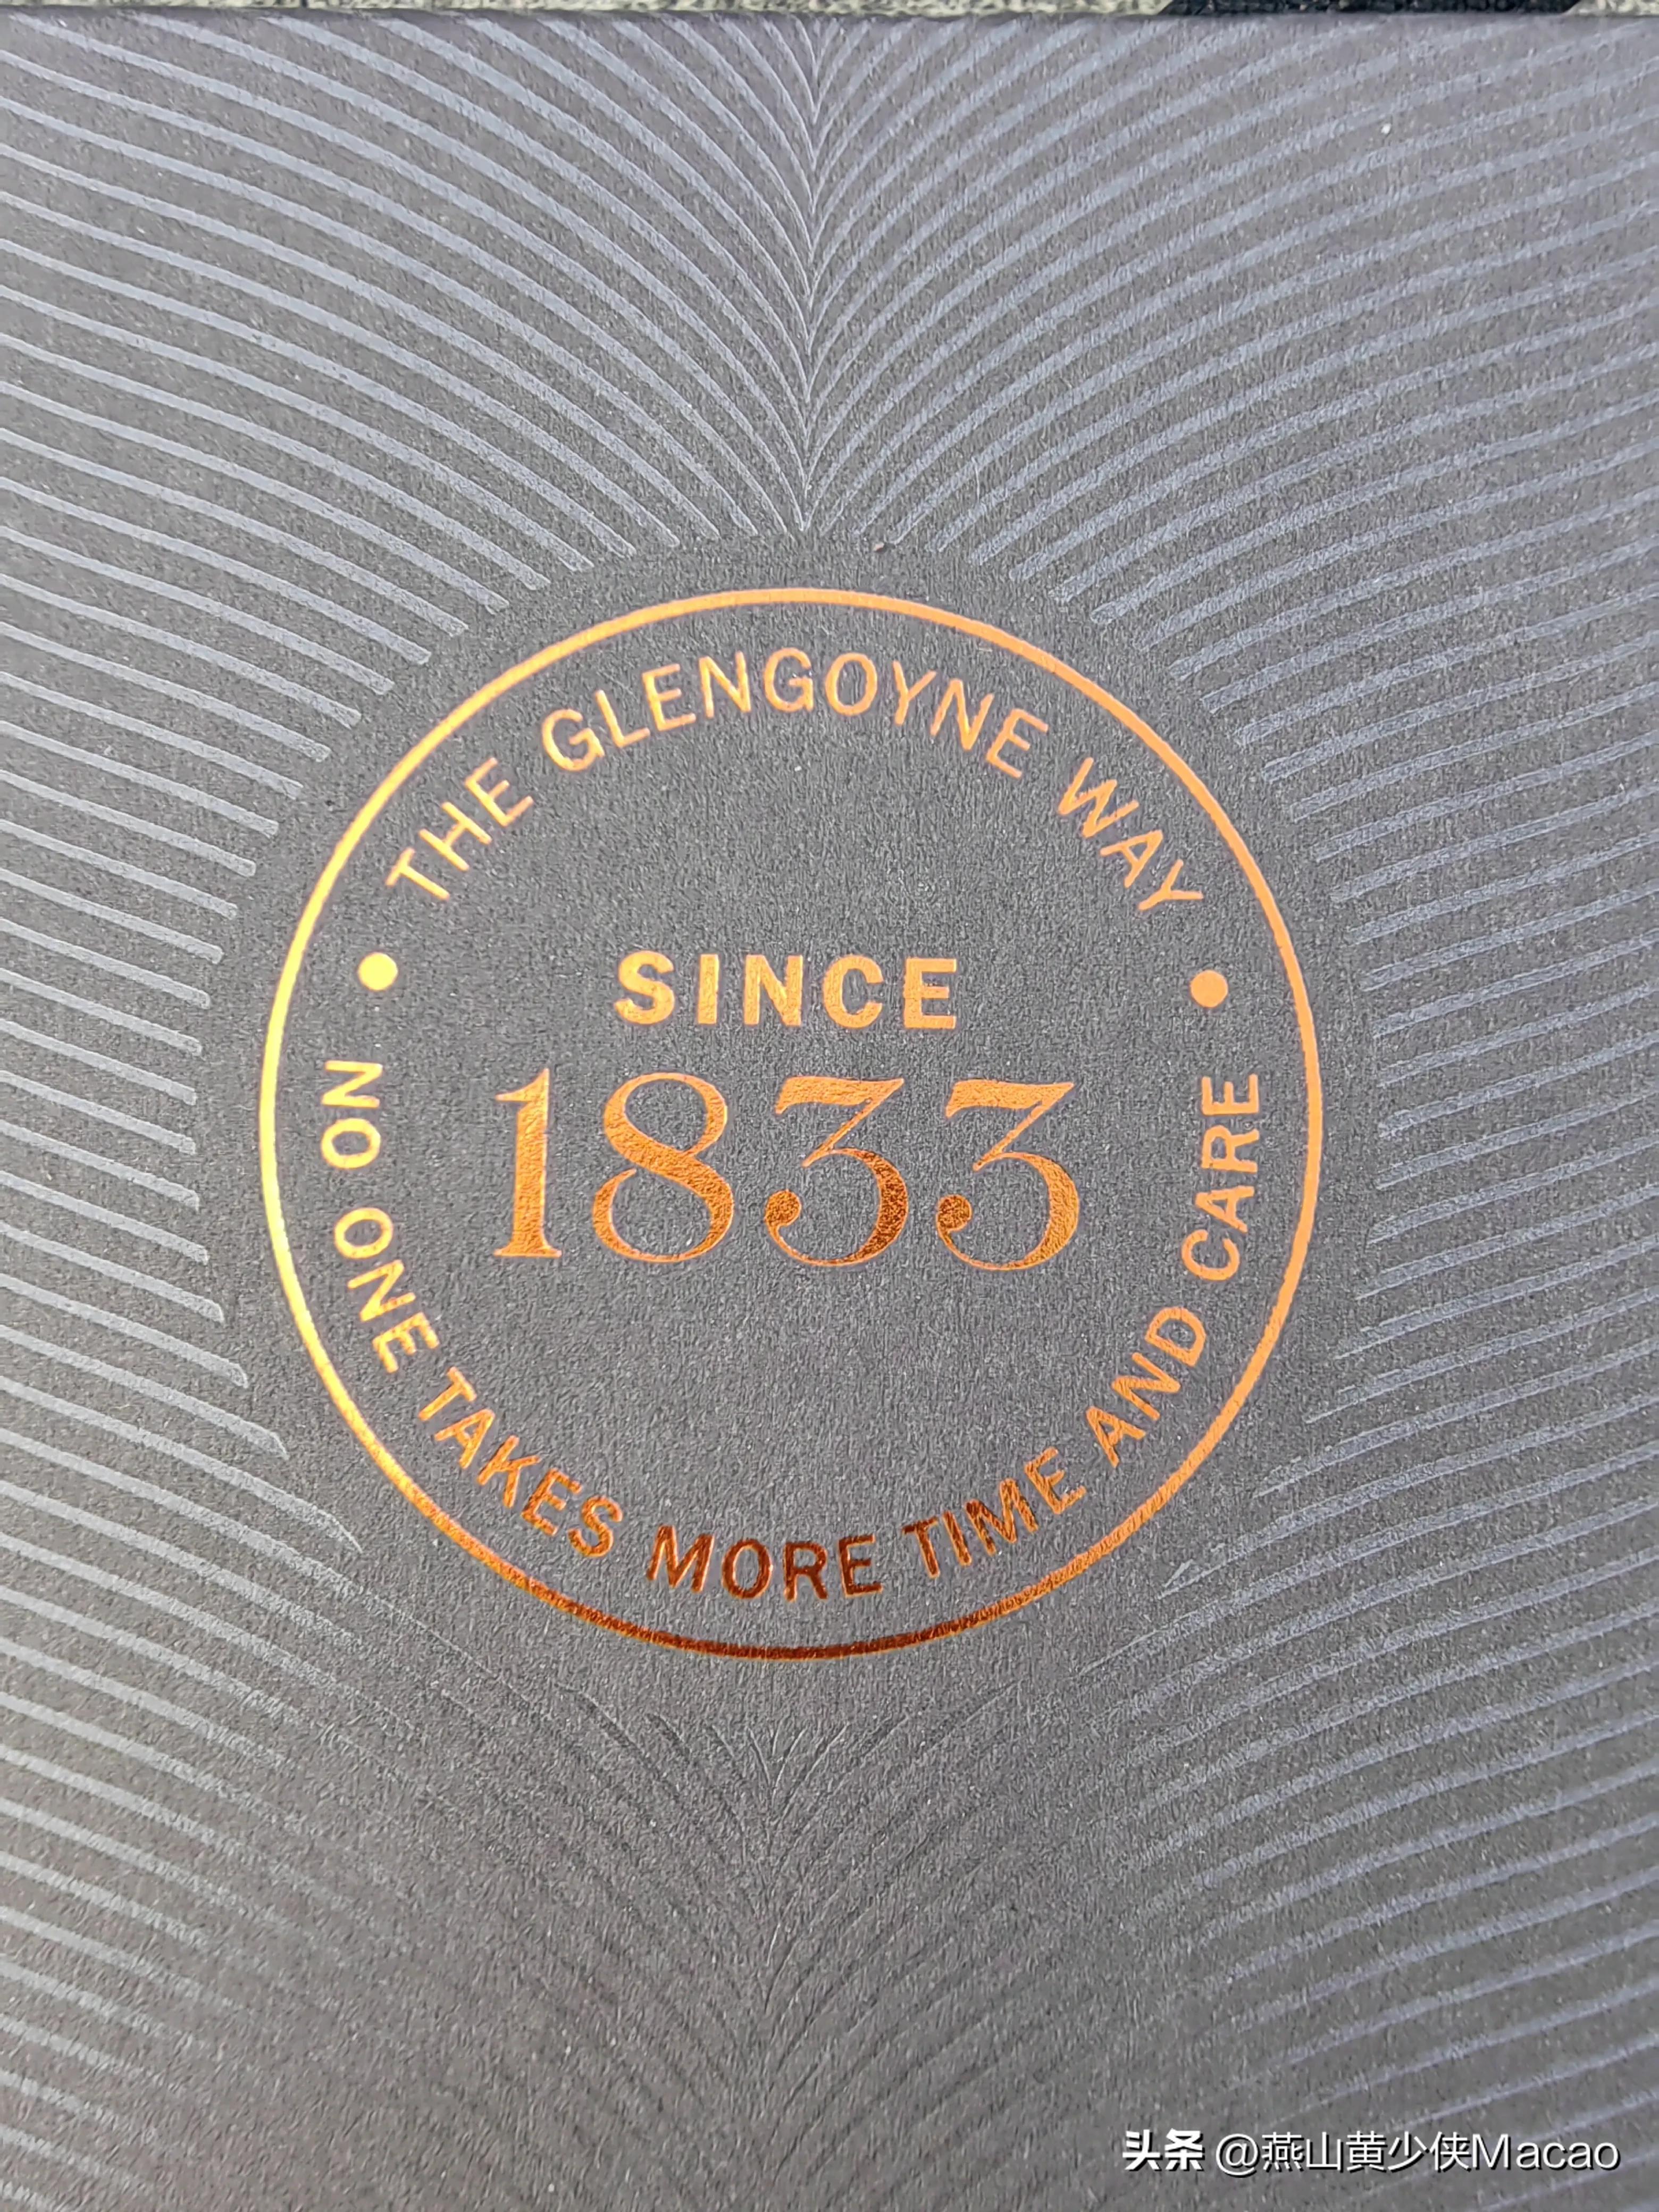 THE GLENGOYNE WAY
SINCE
1833
NO ONE TAKES MORE TIME AND CARE
头条 @燕山黄少侠Macao